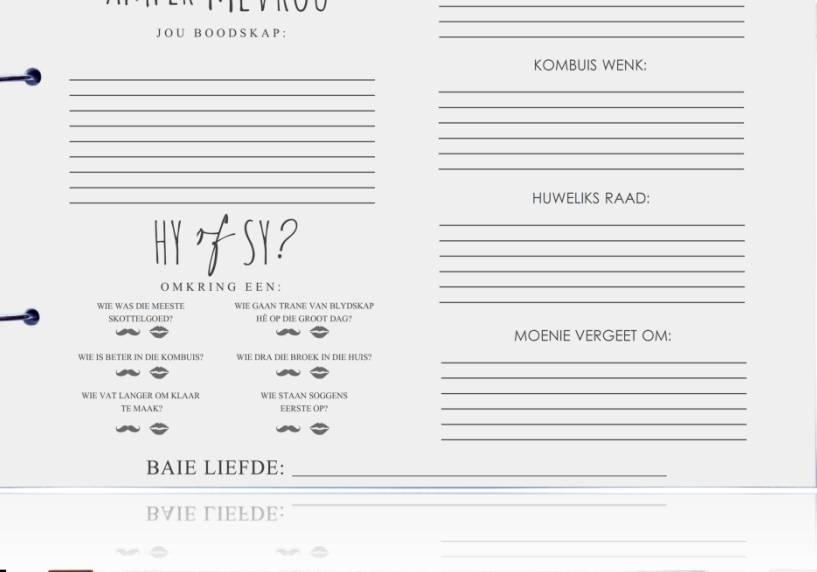 AMPER MEVROU
JOU BOODSKAP:
HY of SY?
OMKRING EEN:
WIE WAS DIE MEESTE
SKOTTELGOED?
WIE GAAN TRANE VAN BLYDSKAP
HÊ OP DIE GROOT DAG?
WIE IS BETER IN DIE KOMBUIS?
WIE DRA DIE BROEK IN DIE HUIS?
WIE VAT LANGER OM KLAAR
TE MAAK?
WIE STAAN SOGGENS
EERSTE OP?
KOMBUIS WENK:
HUWELIKS RAAD:
MOENIE VERGEET OM:
BAIE LIEFDE: